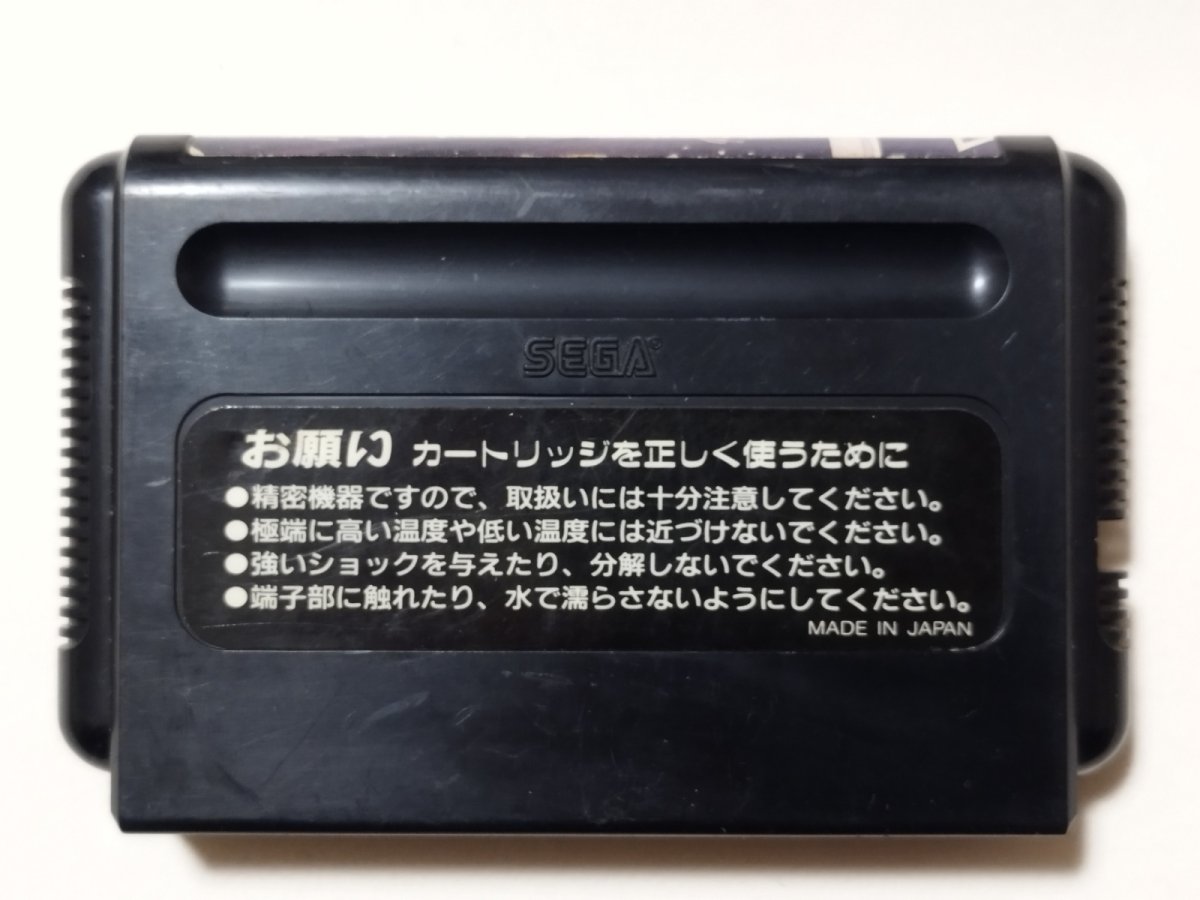 SEGA®
お願い カートリッジを正しく使うために
●精密機器ですので、取扱いには十分注意してください。
●極端に高い温度や低い温度には近づけないでください。
●強いショックを与えたり、分解しないでください。
●端子部に触れたり、水で濡らさないようにしてください。
MADE IN JAPAN